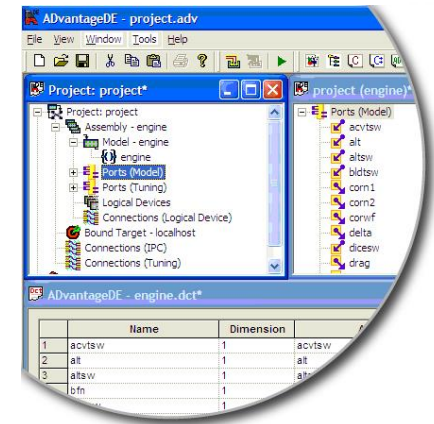 ADvantageDE - project.adv
File View Window Tools Help
Project: project*
Project: project
Assembly - engine
Model - engine
engine
Ports (Model)
Ports (Tuning)
Logical Devices
Connections (Logical Device)
Bound Target - localhost
Connections (IPC)
Connections (Tuning)
project (engine)*
Ports (Model)
acvtsw
alt
altsw
bldtsw
corn1
corn2
corwf
delta
dicesw
drag
ADvantageDE - engine.dct*
Name Dimension
1 acvtsw 1 acvtsw
2 alt 1 alt
3 altsw 1
bfn 1
1